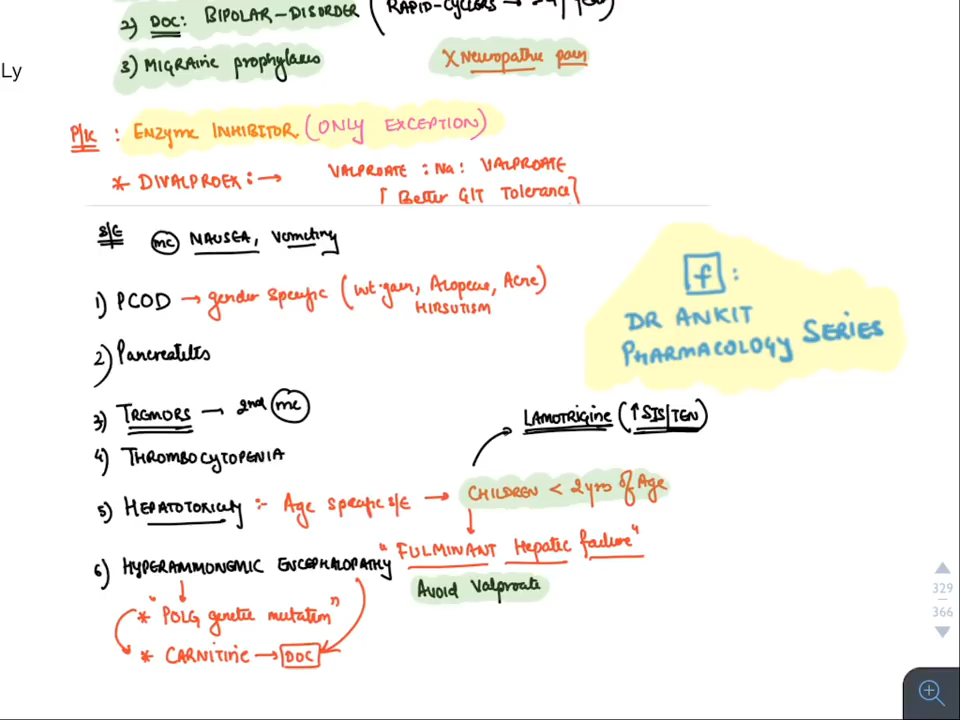 2) DOC: BIPOLAR-DISORDER (RAPID-CYCLERS →
Ly
3) MIGRAINE prophylaxis
X Neuropathic pain
P/K : ENZYME INHIBITOR (ONLY EXCEPTION)
* DIVALPROEX :→ VALPROATE : Na : VALPROATE
[Better GIT Tolerance]
S/E
mc NAUSEA, Vomiting
1) PCOD → gender specific (wt.gain, Alopecia, Acne)
HIRSUTISM
f :
DR ANKIT
PHARMACOLOGY SERIES
2) Pancreatitis
3) TREMORS → 2nd mc
LAMOTRIGINE (↑SJS/TEN)
4) THROMBOCYTOPENIA
5) HEPATOTOXICITY :- Age specific s/E → CHILDREN < 2yrs of Age
"FULMINANT Hepatic failure"
6) HYPERAMMONEMIC ENCEPHALOPATHY
Avoid Valproate
* "POLG genetic mutation"
* CARNITINE → DOC
329
366